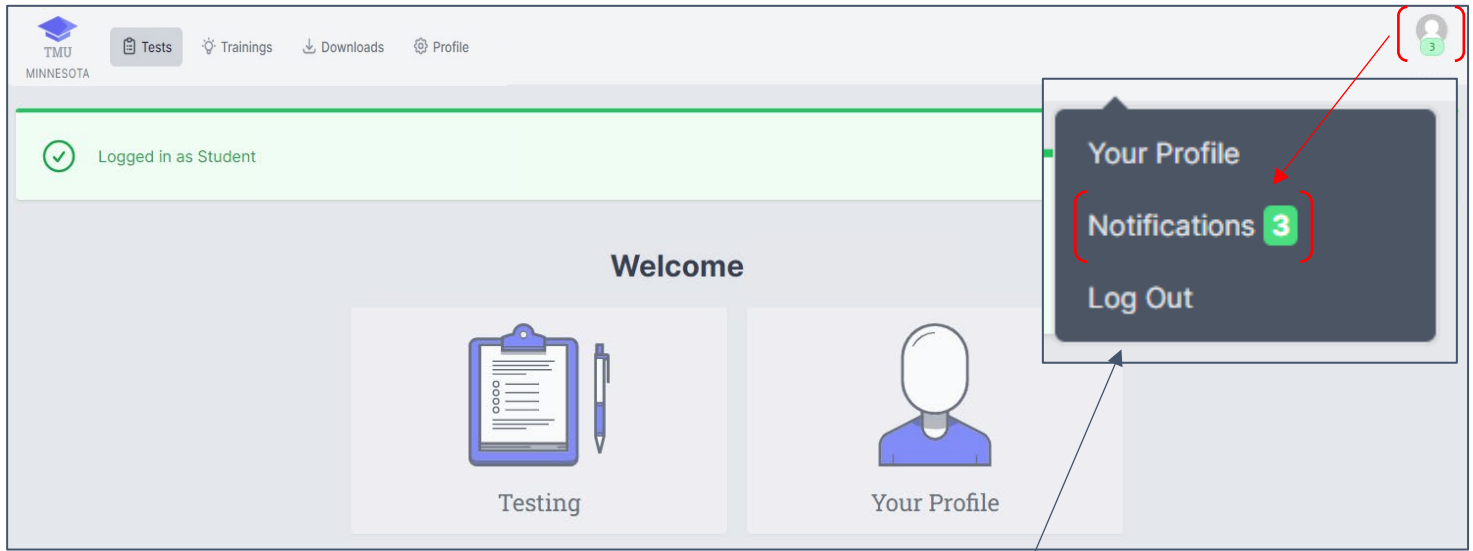 TMU
MINNESOTA
Tests Trainings Downloads Profile
3
Logged in as Student
Your Profile
Notifications 3
Log Out
Welcome
Testing
Your Profile